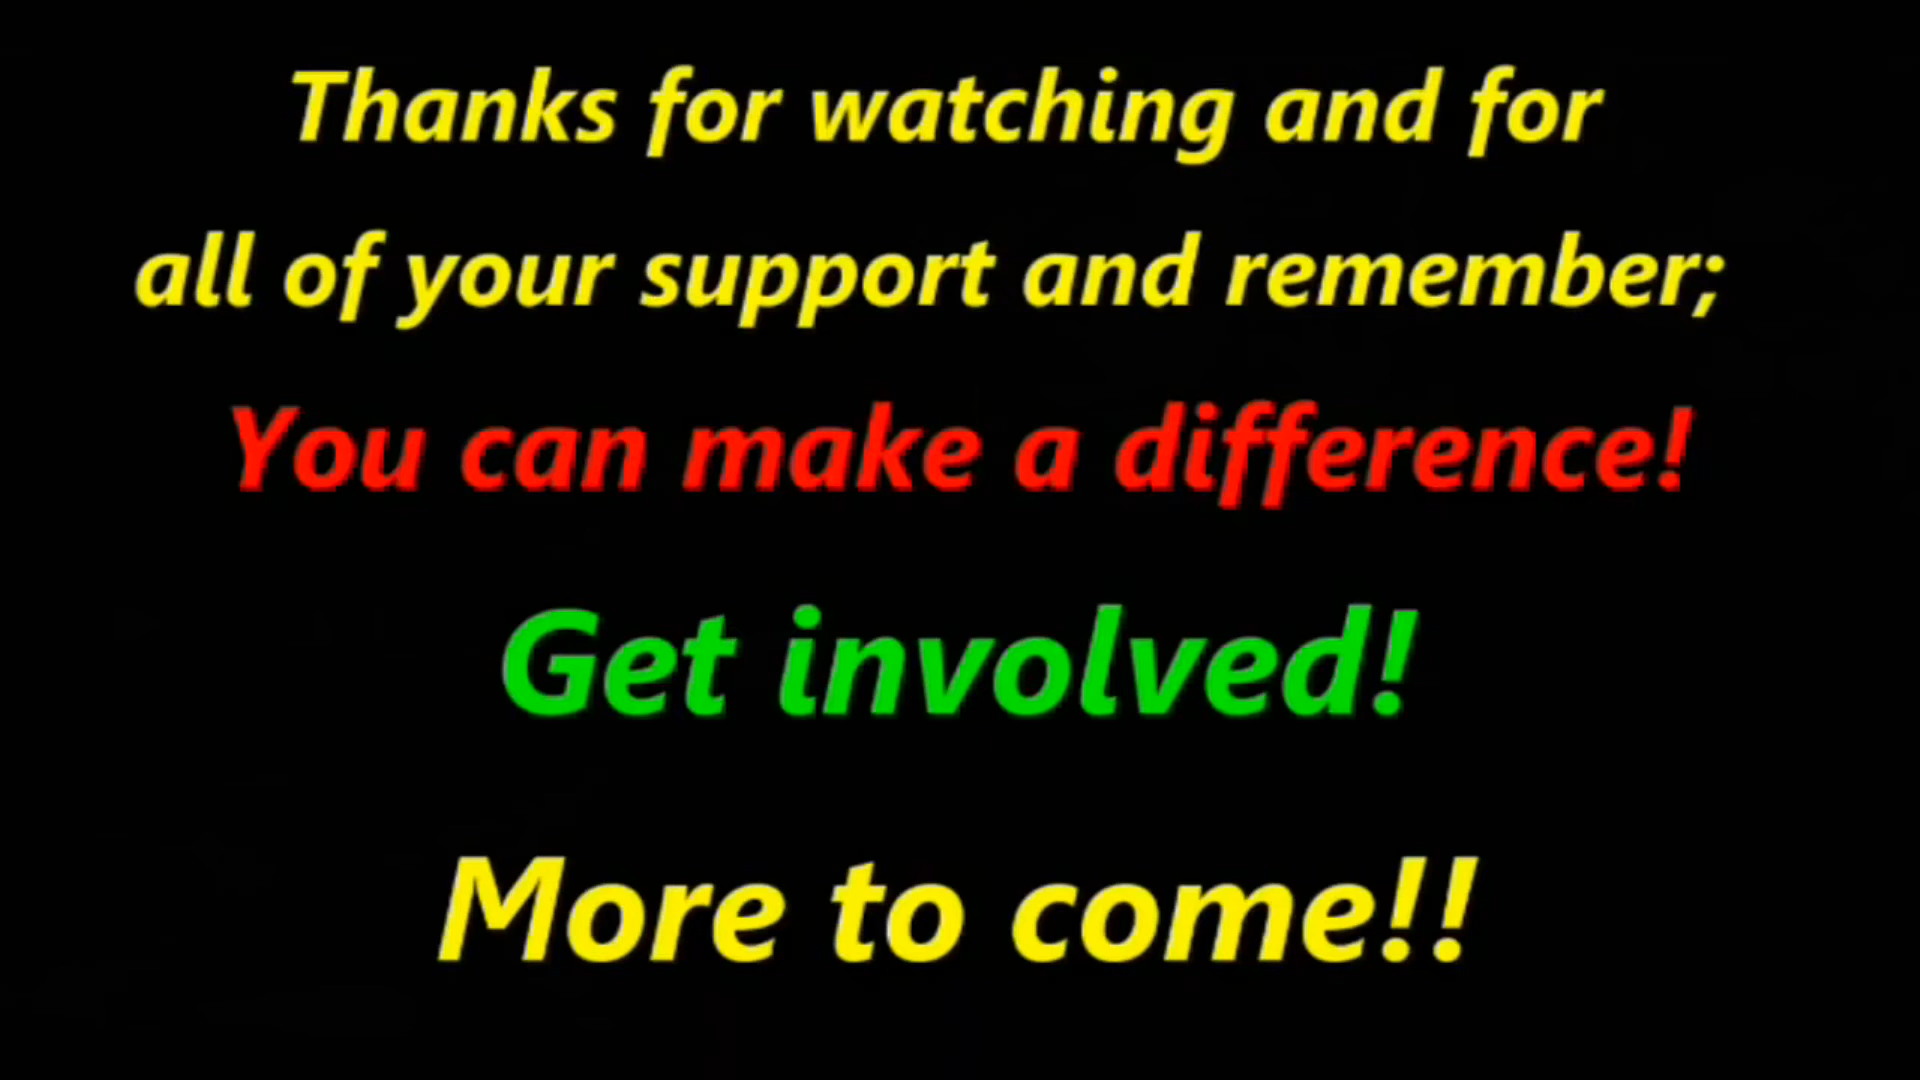 Thanks for watching and for
all of your support and remember;
You can make a difference!
Get involved!
More to come!!